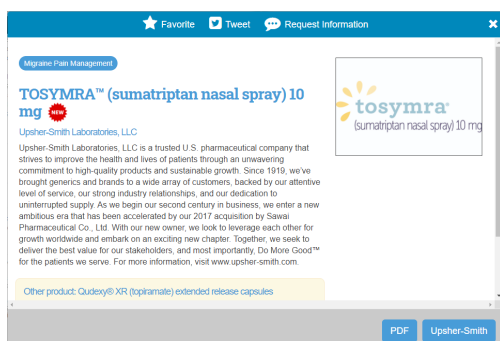 Favorite Tweet Request Information ×
Migraine Pain Management
TOSYMRA™ (sumatriptan nasal spray) 10
mg NEW
Upsher-Smith Laboratories, LLC
Upsher-Smith Laboratories, LLC is a trusted U.S. pharmaceutical company that
strives to improve the health and lives of patients through an unwavering
commitment to high-quality products and sustainable growth. Since 1919, we've
brought generics and brands to a wide array of customers, backed by our attentive
level of service, our strong industry relationships, and our dedication to
uninterrupted supply. As we begin our second century in business, we enter a new
ambitious era that has been accelerated by our 2017 acquisition by Sawai
Pharmaceutical Co., Ltd. With our new owner, we look to leverage each other for
growth worldwide and embark on an exciting new chapter. Together, we seek to
deliver the best value for our stakeholders, and most importantly, Do More Good™
for the patients we serve. For more information, visit www.upsher-smith.com.
Other product: Qudexy® XR (topiramate) extended release capsules
tosymra
(sumatriptan nasal spray) 10 mg
PDF Upsher-Smith